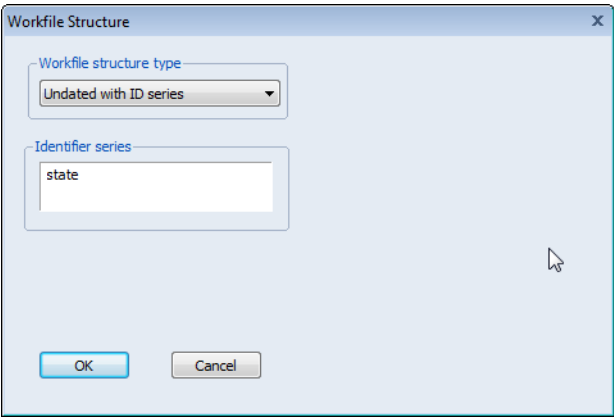 Workfile Structure
Workfile structure type
Undated with ID series
Identifier series
state
OK
Cancel